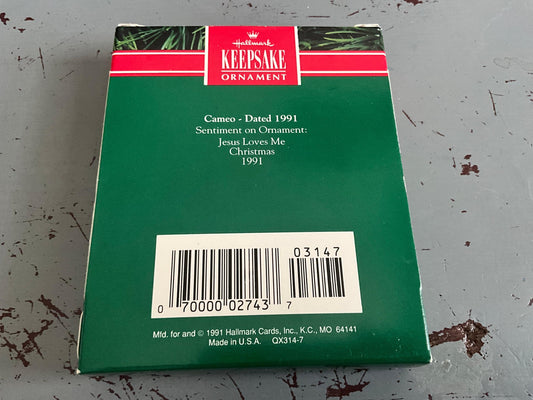 Hallmark
KEEPSAKE
ORNAMENT
Cameo - Dated 1991
Sentiment on Ornament:
Jesus Loves Me
Christmas
1991
03147
0 70000 02743 7
Mfd. for and © 1991 Hallmark Cards, Inc., K.C., MO 64141
Made in U.S.A. QX314-7